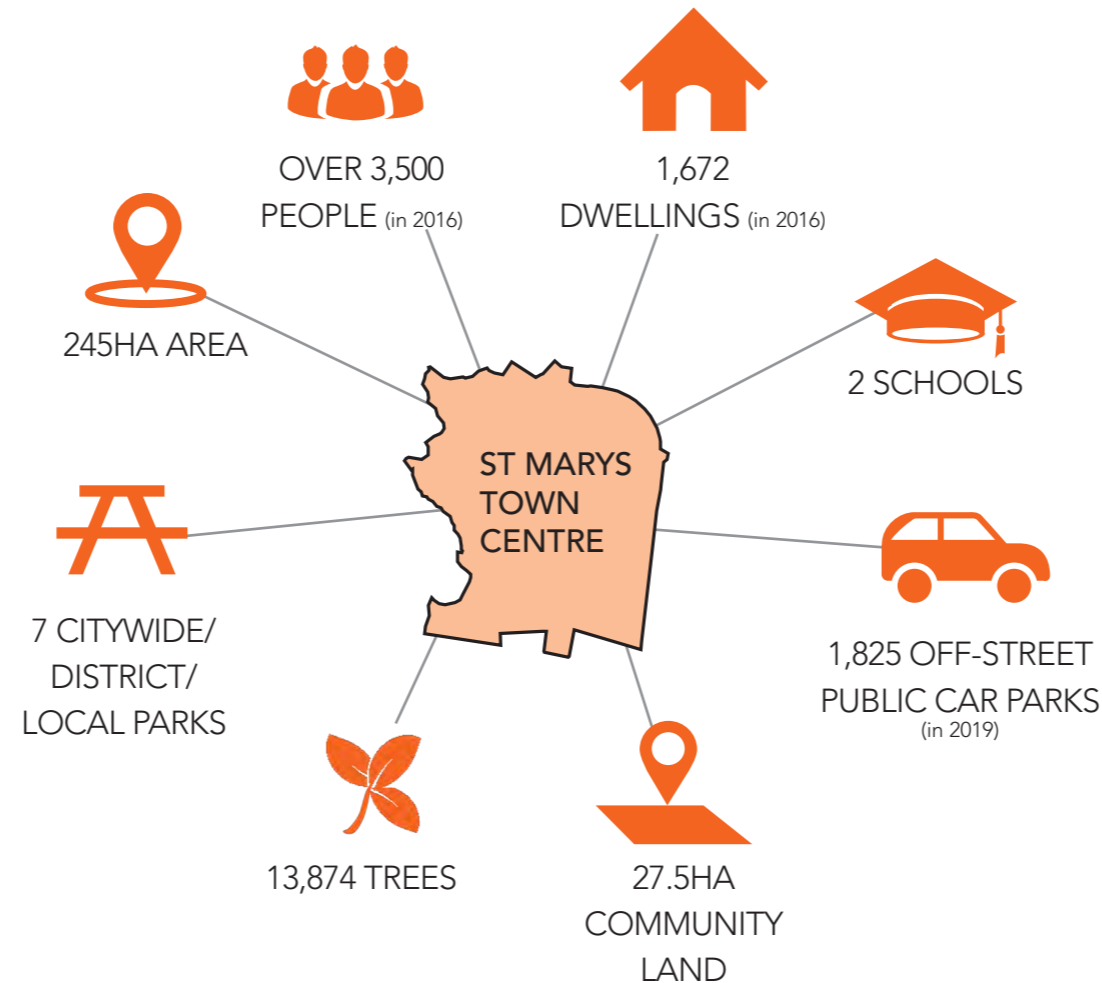 OVER 3,500
PEOPLE (in 2016)
1,672
DWELLINGS (in 2016)
245HA AREA
2 SCHOOLS
ST MARYS
TOWN
CENTRE
7 CITYWIDE/
DISTRICT/
LOCAL PARKS
1,825 OFF-STREET
PUBLIC CAR PARKS
(in 2019)
13,874 TREES
27.5HA
COMMUNITY
LAND